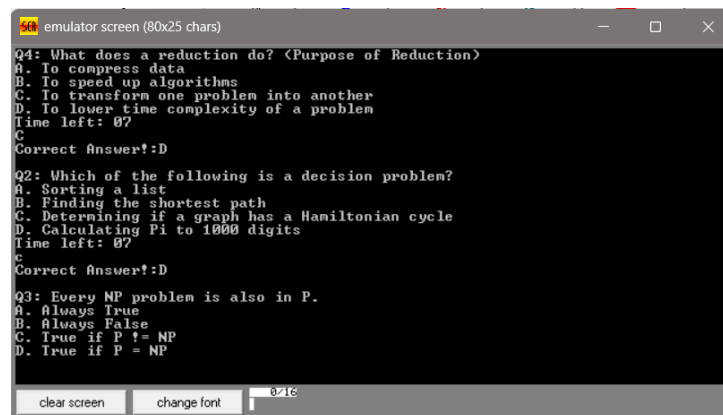 SCR emulator screen (80x25 chars)
Q4: What does a reduction do? (Purpose of Reduction)
A. To compress data
B. To speed up algorithms
C. To transform one problem into another
D. To lower time complexity of a problem
Time left: 07
C
Correct Answer!:D
Q2: Which of the following is a decision problem?
A. Sorting a list
B. Finding the shortest path
C. Determining if a graph has a Hamiltonian cycle
D. Calculating Pi to 1000 digits
Time left: 07
c
Correct Answer!:D
Q3: Every NP problem is also in P.
A. Always True
B. Always False
C. True if P != NP
D. True if P = NP
clear screen change font 0/16